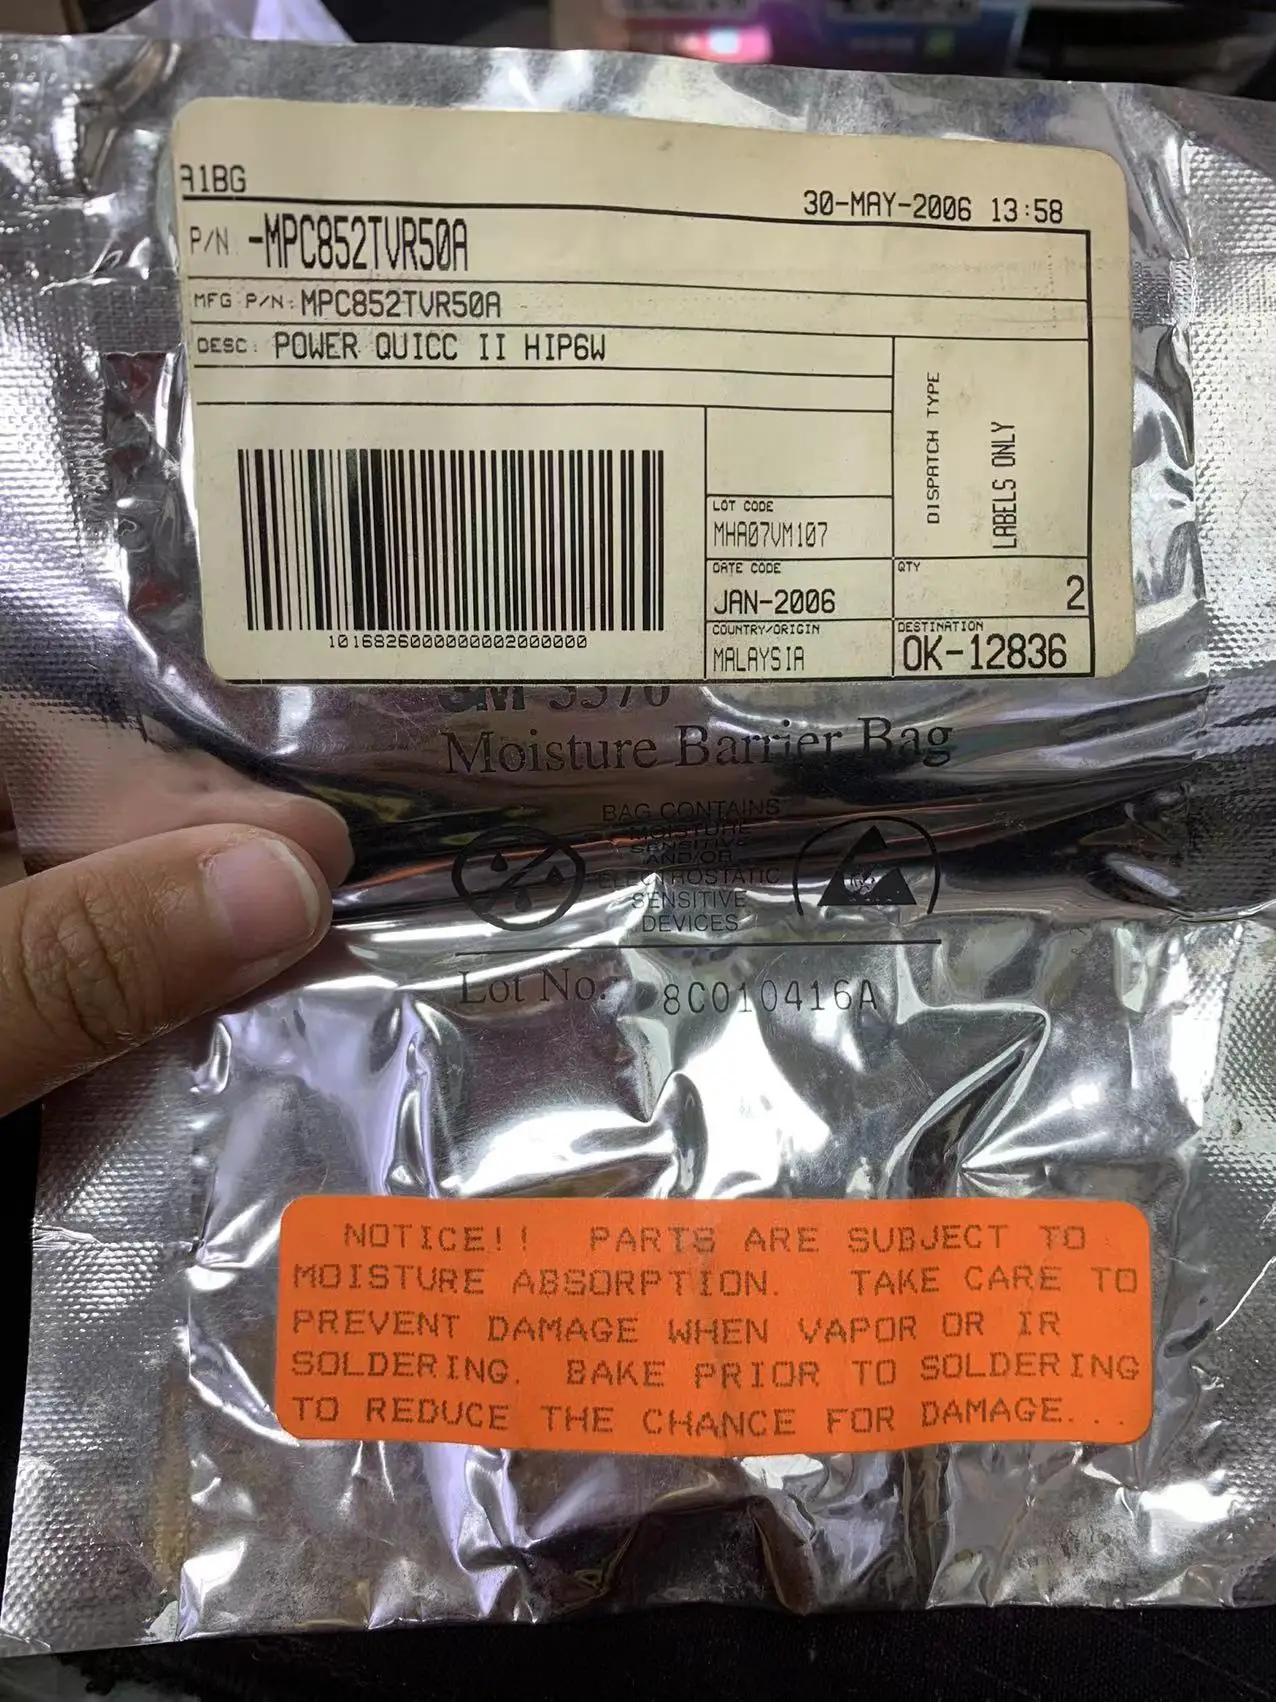 A1BG
30-MAY-2006 13:58
P/N -MPC852TVR50A
MFG P/N: MPC852TVR50A
DESC: POWER QUICC II HIP6W
DISPATCH TYPE
LABELS ONLY
LOT CODE
MHA07VM107
DATE CODE
JAN-2006
QTY
2
COUNTRY/ORIGIN
MALAYSIA
DESTINATION
OK-12836
Moisture Barrier Bag
BAG CONTAINS
MOISTURE
SENSITIVE
AND/OR
ELECTROSTATIC
SENSITIVE
DEVICES
Lot No. 8C010416A
NOTICE!! PARTS ARE SUBJECT TO
MOISTURE ABSORPTION. TAKE CARE TO
PREVENT DAMAGE WHEN VAPOR OR IR
SOLDERING. BAKE PRIOR TO SOLDERING
TO REDUCE THE CHANCE FOR DAMAGE...